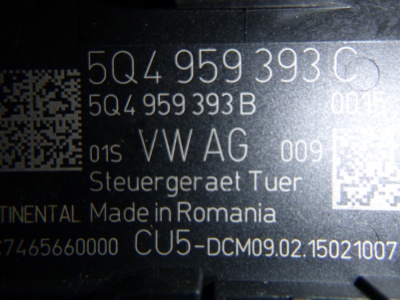 5Q4 959 393 C
5Q4 959 393 B 0035
01S VW AG 009
Steuergeraet Tuer
Made in Romania
7465660000 CU5-DCM09.02.15021007